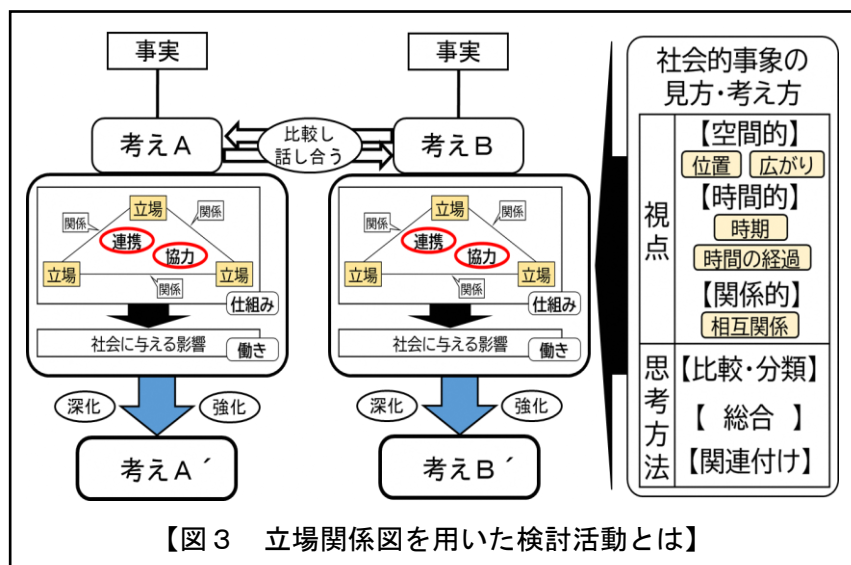 事実
考えA
比較し
話し合う
事実
考えB
立場
関係
関係
連携
協力
立場
立場
関係
仕組み
社会に与える影響
働き
深化
強化
考えA´
立場
関係
関係
連携
協力
立場
立場
関係
仕組み
社会に与える影響
働き
深化
強化
考えB´
社会的事象の
見方・考え方
視点
【空間的】
位置 広がり
【時間的】
時期
時間の経過
【関係的】
相互関係
思考方法
【比較・分類】
【 総合 】
【関連付け】
【図3 立場関係図を用いた検討活動とは】